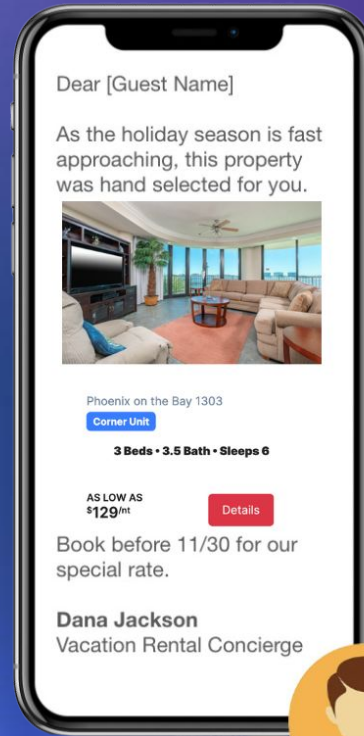 Dear [Guest Name]
As the holiday season is fast
approaching, this property
was hand selected for you.
Phoenix on the Bay 1303
Corner Unit
3 Beds • 3.5 Bath • Sleeps 6
AS LOW AS
$129/nt
Details
Book before 11/30 for our
special rate.
Dana Jackson
Vacation Rental Concierge